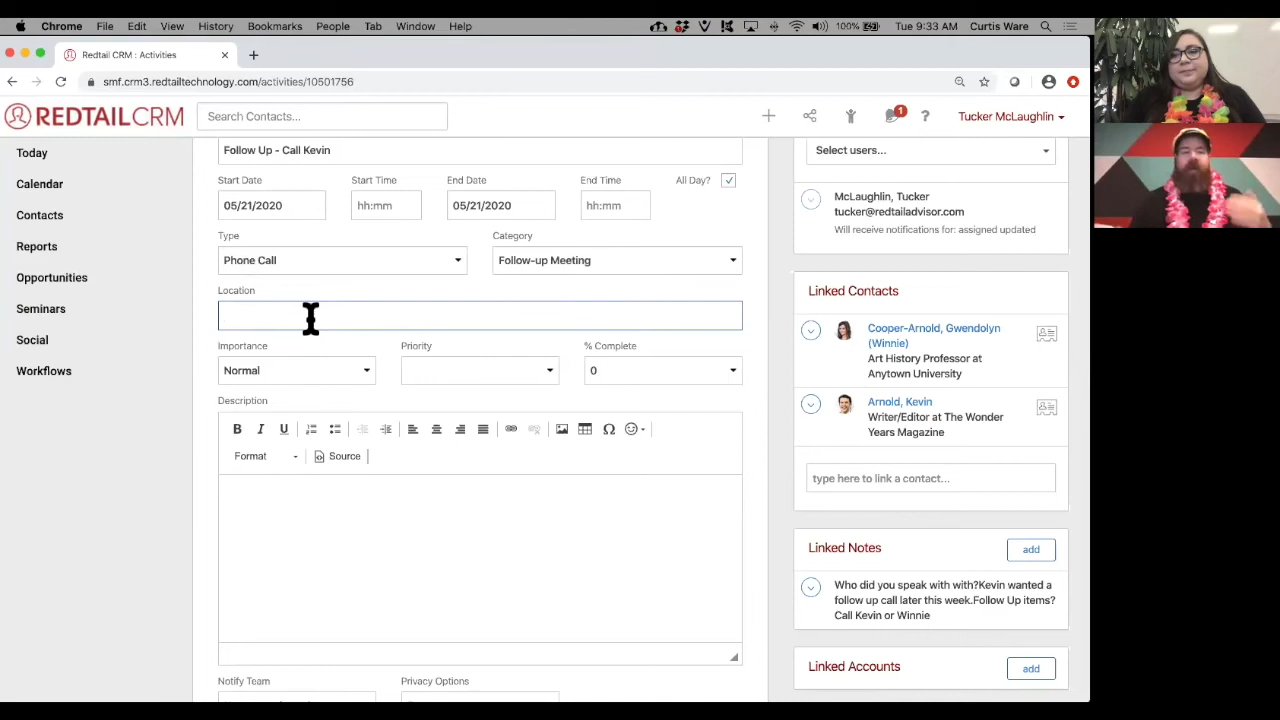 Chrome File Edit View History Bookmarks People Tab Window Help 100% Tue 9:33 AM Curtis Ware
Redtail CRM : Activities
smf.crm3.redtailtechnology.com/activities/10501756
REDTAILCRM Search Contacts... 1 ? Tucker McLaughlin
Today
Calendar
Contacts
Reports
Opportunities
Seminars
Social
Workflows
Follow Up - Call Kevin
Start Date Start Time End Date End Time All Day?
05/21/2020 hh:mm 05/21/2020 hh:mm
Type Category
Phone Call Follow-up Meeting
Location
Importance Priority % Complete
Normal 0
Description
B I U Ω
Format Source
Notify Team Privacy Options
Select users...
McLaughlin, Tucker
tucker@redtailadvisor.com
Will receive notifications for: assigned updated
Linked Contacts
Cooper-Arnold, Gwendolyn
(Winnie)
Art History Professor at
Anytown University
Arnold, Kevin
Writer/Editor at The Wonder
Years Magazine
type here to link a contact...
Linked Notes add
Who did you speak with with?Kevin wanted a
follow up call later this week.Follow Up items?
Call Kevin or Winnie
Linked Accounts add